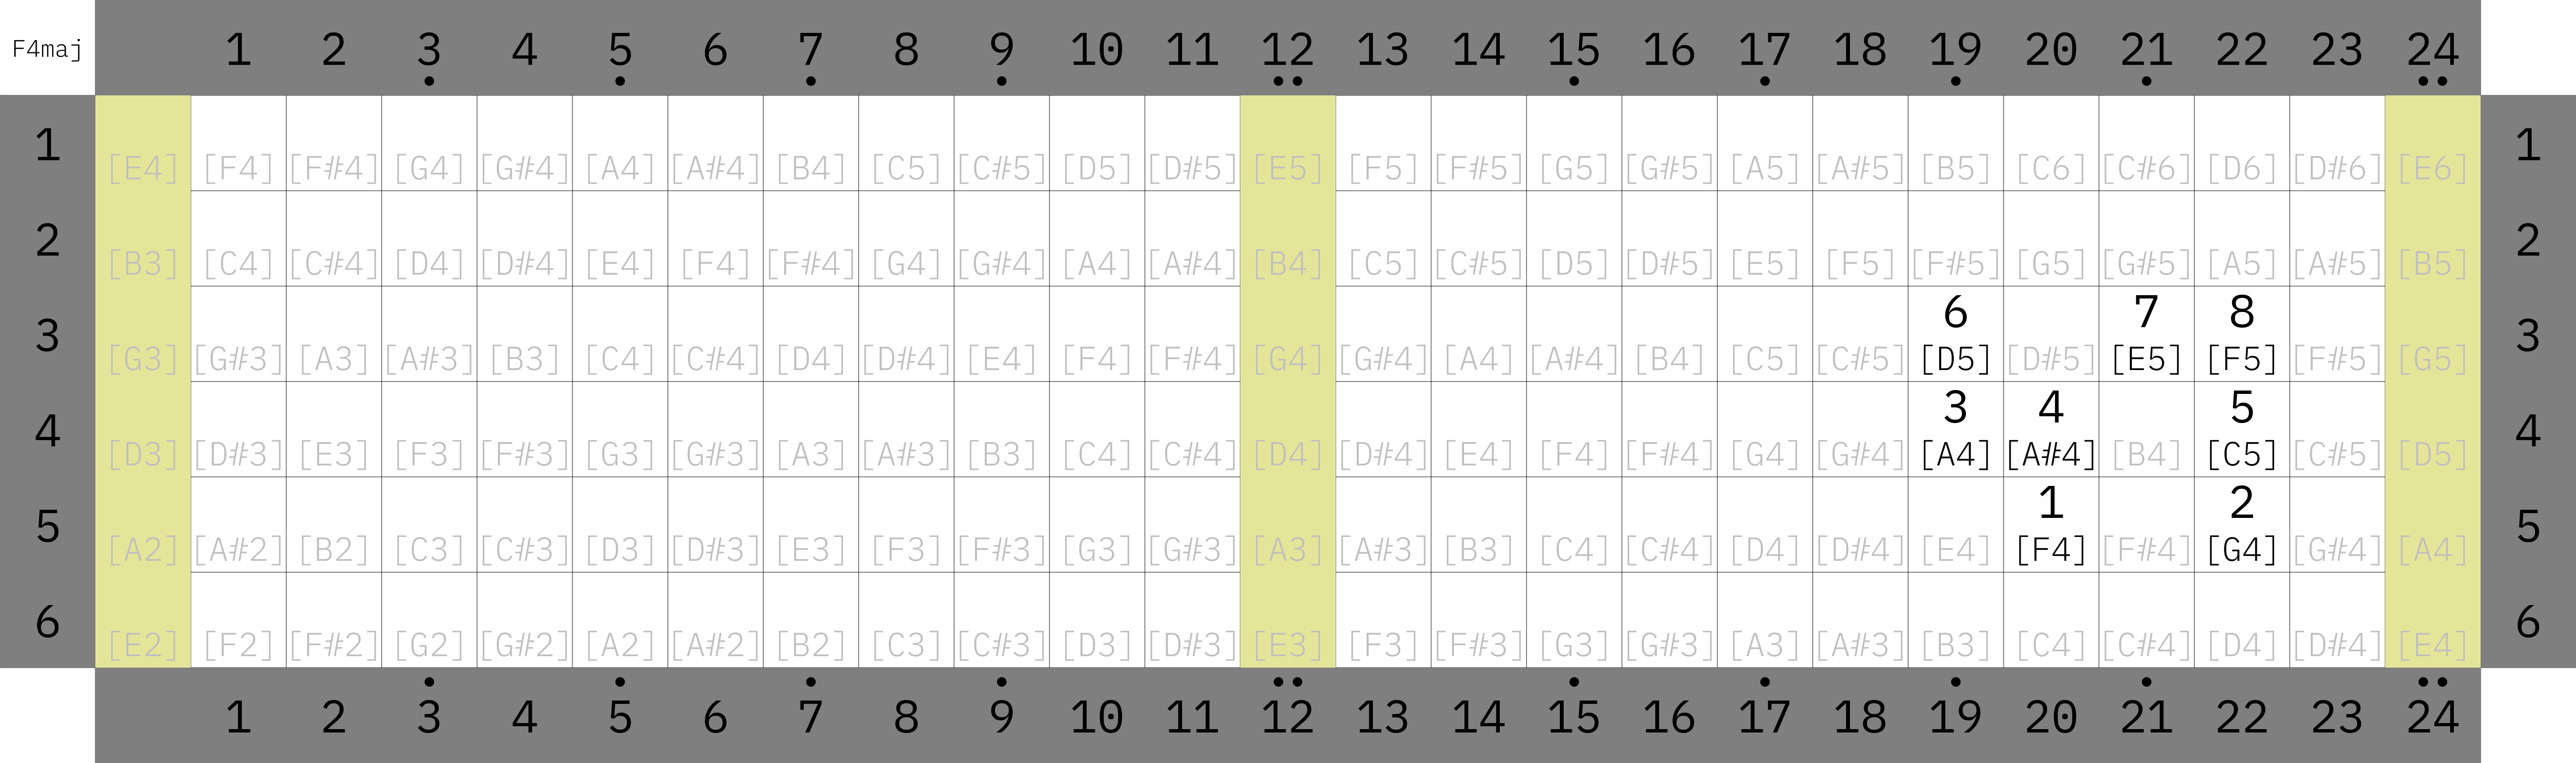 F4maj 1 2 3 4 5 6 7 8 9 10 11 12 13 14 15 16 17 18 19 20 21 22 23 24
1 [E4] [F4] [F#4] [G4] [G#4] [A4] [A#4] [B4] [C5] [C#5] [D5] [D#5] [E5] [F5] [F#5] [G5] [G#5] [A5] [A#5] [B5] [C6] [C#6] [D6] [D#6] [E6] 1
2 [B3] [C4] [C#4] [D4] [D#4] [E4] [F4] [F#4] [G4] [G#4] [A4] [A#4] [B4] [C5] [C#5] [D5] [D#5] [E5] [F5] [F#5] [G5] [G#5] [A5] [A#5] [B5] 2
6 7 8
3 [G3] [G#3] [A3] [A#3] [B3] [C4] [C#4] [D4] [D#4] [E4] [F4] [F#4] [G4] [G#4] [A4] [A#4] [B4] [C5] [C#5] [D5] [D#5] [E5] [F5] [F#5] [G5] 3
3 4 5
4 [D3] [D#3] [E3] [F3] [F#3] [G3] [G#3] [A3] [A#3] [B3] [C4] [C#4] [D4] [D#4] [E4] [F4] [F#4] [G4] [G#4] [A4] [A#4] [B4] [C5] [C#5] [D5] 4
1 2
5 [A2] [A#2] [B2] [C3] [C#3] [D3] [D#3] [E3] [F3] [F#3] [G3] [G#3] [A3] [A#3] [B3] [C4] [C#4] [D4] [D#4] [E4] [F4] [F#4] [G4] [G#4] [A4] 5
6 [E2] [F2] [F#2] [G2] [G#2] [A2] [A#2] [B2] [C3] [C#3] [D3] [D#3] [E3] [F3] [F#3] [G3] [G#3] [A3] [A#3] [B3] [C4] [C#4] [D4] [D#4] [E4] 6
1 2 3 4 5 6 7 8 9 10 11 12 13 14 15 16 17 18 19 20 21 22 23 24